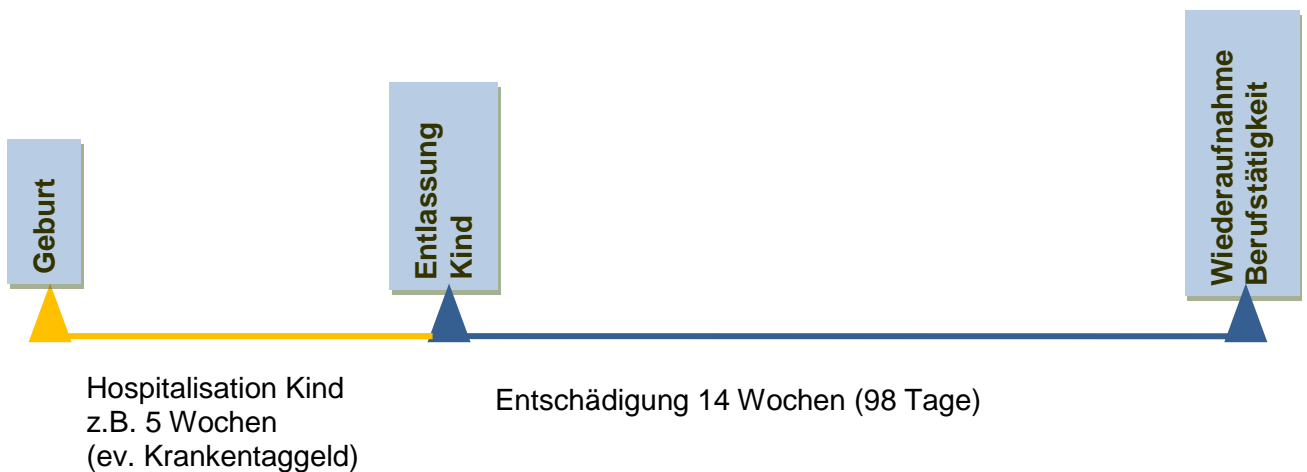 Geburt
Entlassung
Kind
Wiederaufnahme
Berufstätigkeit
Hospitalisation Kind
z.B. 5 Wochen
(ev. Krankentaggeld)
Entschädigung 14 Wochen (98 Tage)